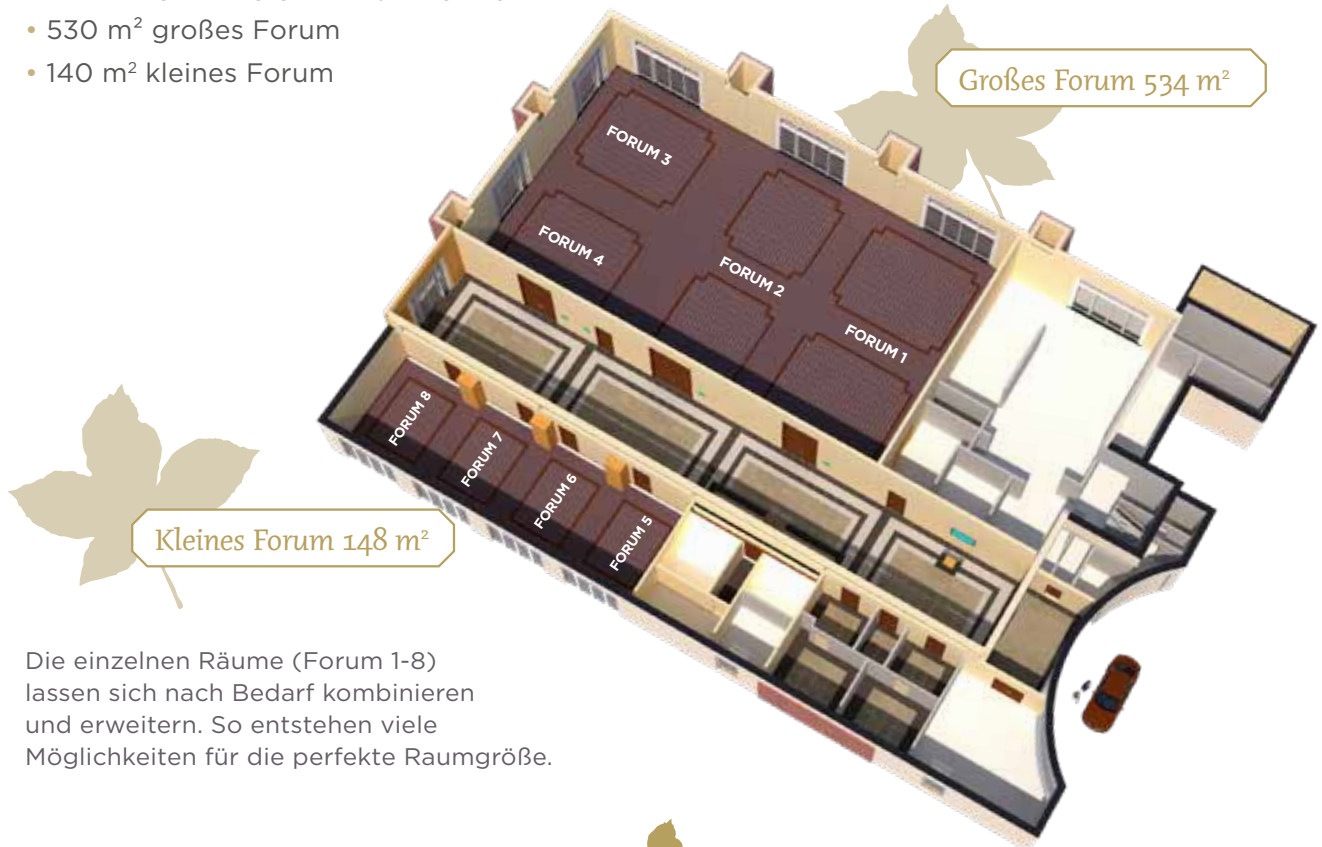 • 530 m² großes Forum
• 140 m² kleines Forum
Großes Forum 534 m²
FORUM 3
FORUM 4
FORUM 2
FORUM 1
FORUM 8
FORUM 7
FORUM 6
FORUM 5
Kleines Forum 148 m²
Die einzelnen Räume (Forum 1-8)
lassen sich nach Bedarf kombinieren
und erweitern. So entstehen viele
Möglichkeiten für die perfekte Raumgröße.